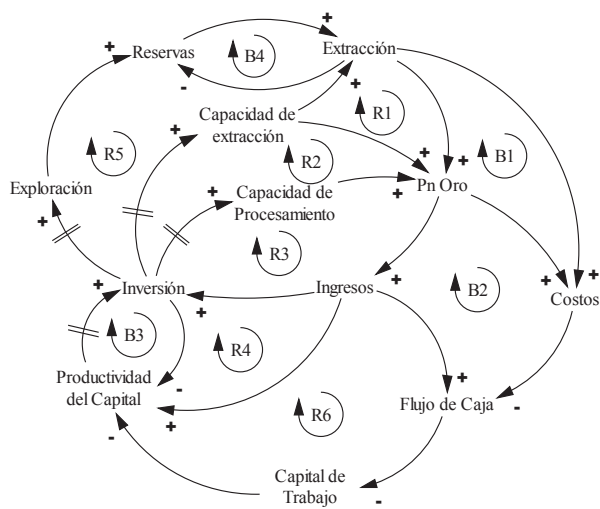 +
+
Reservas
B4
Extracción
+
-
+
Capacidad de
extracción
R1
+
R5
R2
B1
+
+
Exploración
+
Capacidad de
Procesamiento
+
Pn Oro
+
R3
+
Inversión
+
Ingresos
+
B2
+
+
Costos
B3
R4
Productividad
del Capital
-
+
R6
+
Flujo de Caja
-
-
Capital de
Trabajo
-